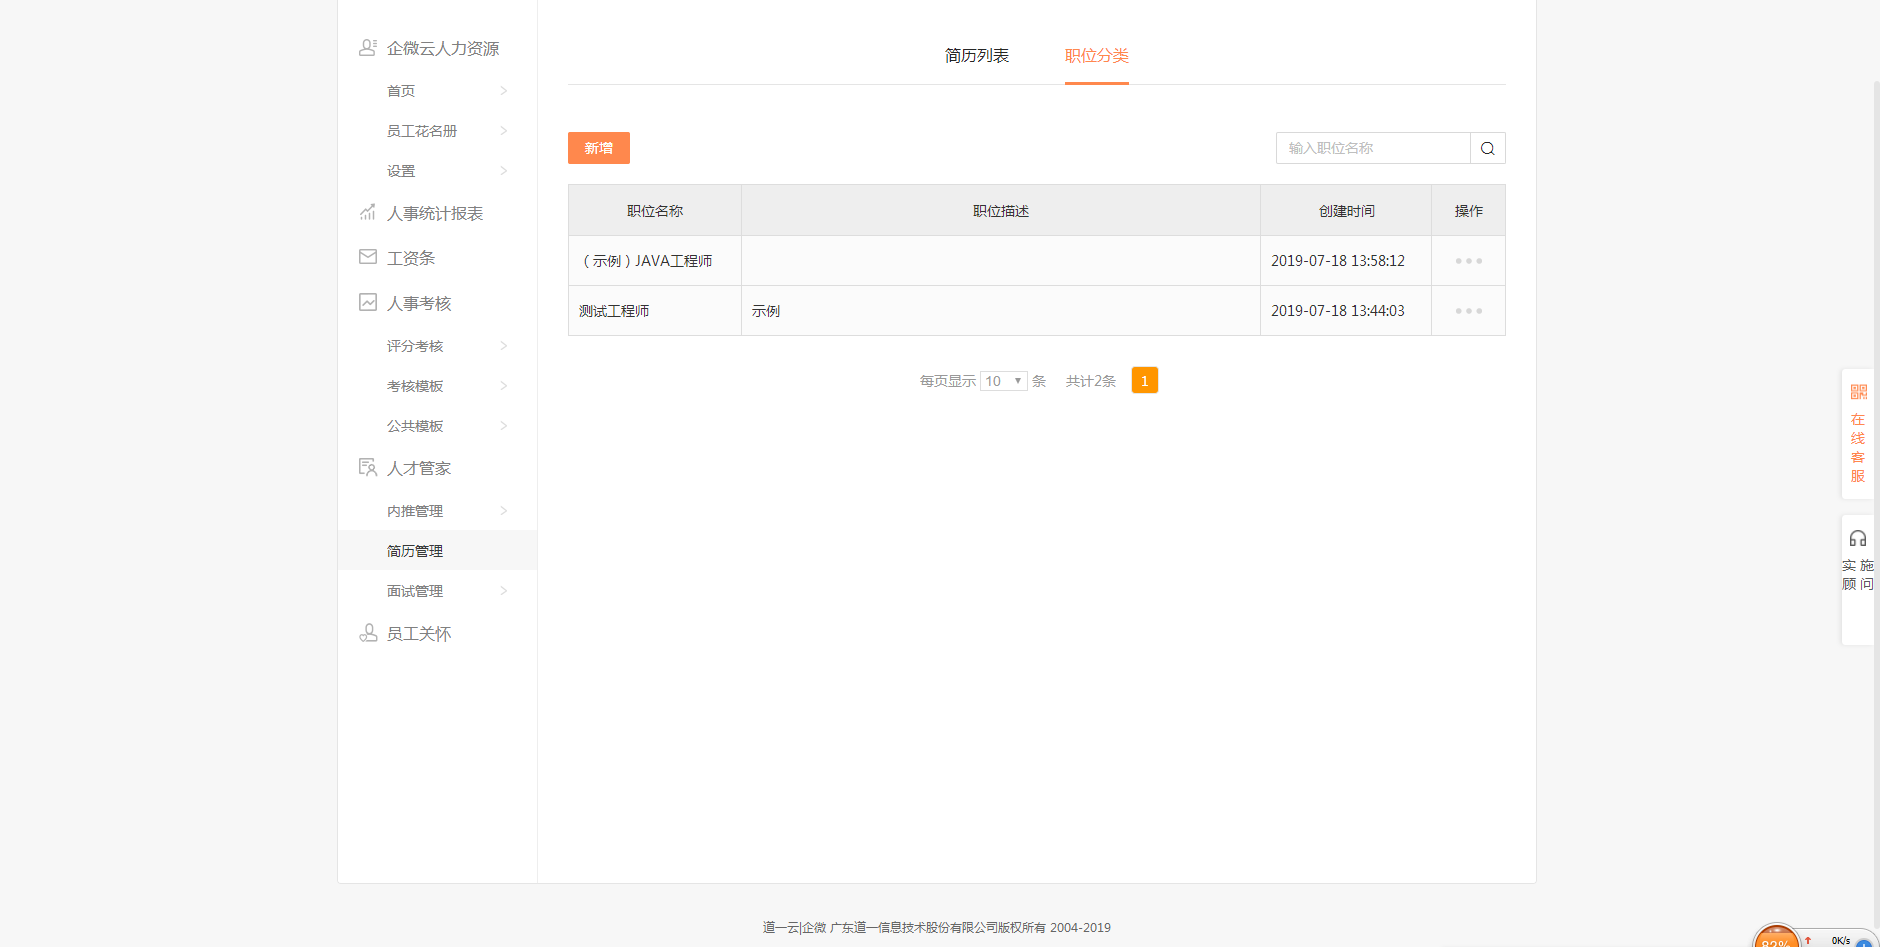 企微云人力资源
首页
员工花名册
设置
人事统计报表
工资条
人事考核
评分考核
考核模板
公共模板
人才管家
内推管理
简历管理
面试管理
员工关怀
简历列表 职位分类
新增 输入职位名称
职位名称 职位描述 创建时间 操作
（示例）JAVA工程师 2019-07-18 13:58:12
测试工程师 示例 2019-07-18 13:44:03
每页显示 10 条 共计2条 1
在
线
客
服
实 施
顾 问
道一云|企微 广东道一信息技术股份有限公司版权所有 2004-2019
82% 0K/s